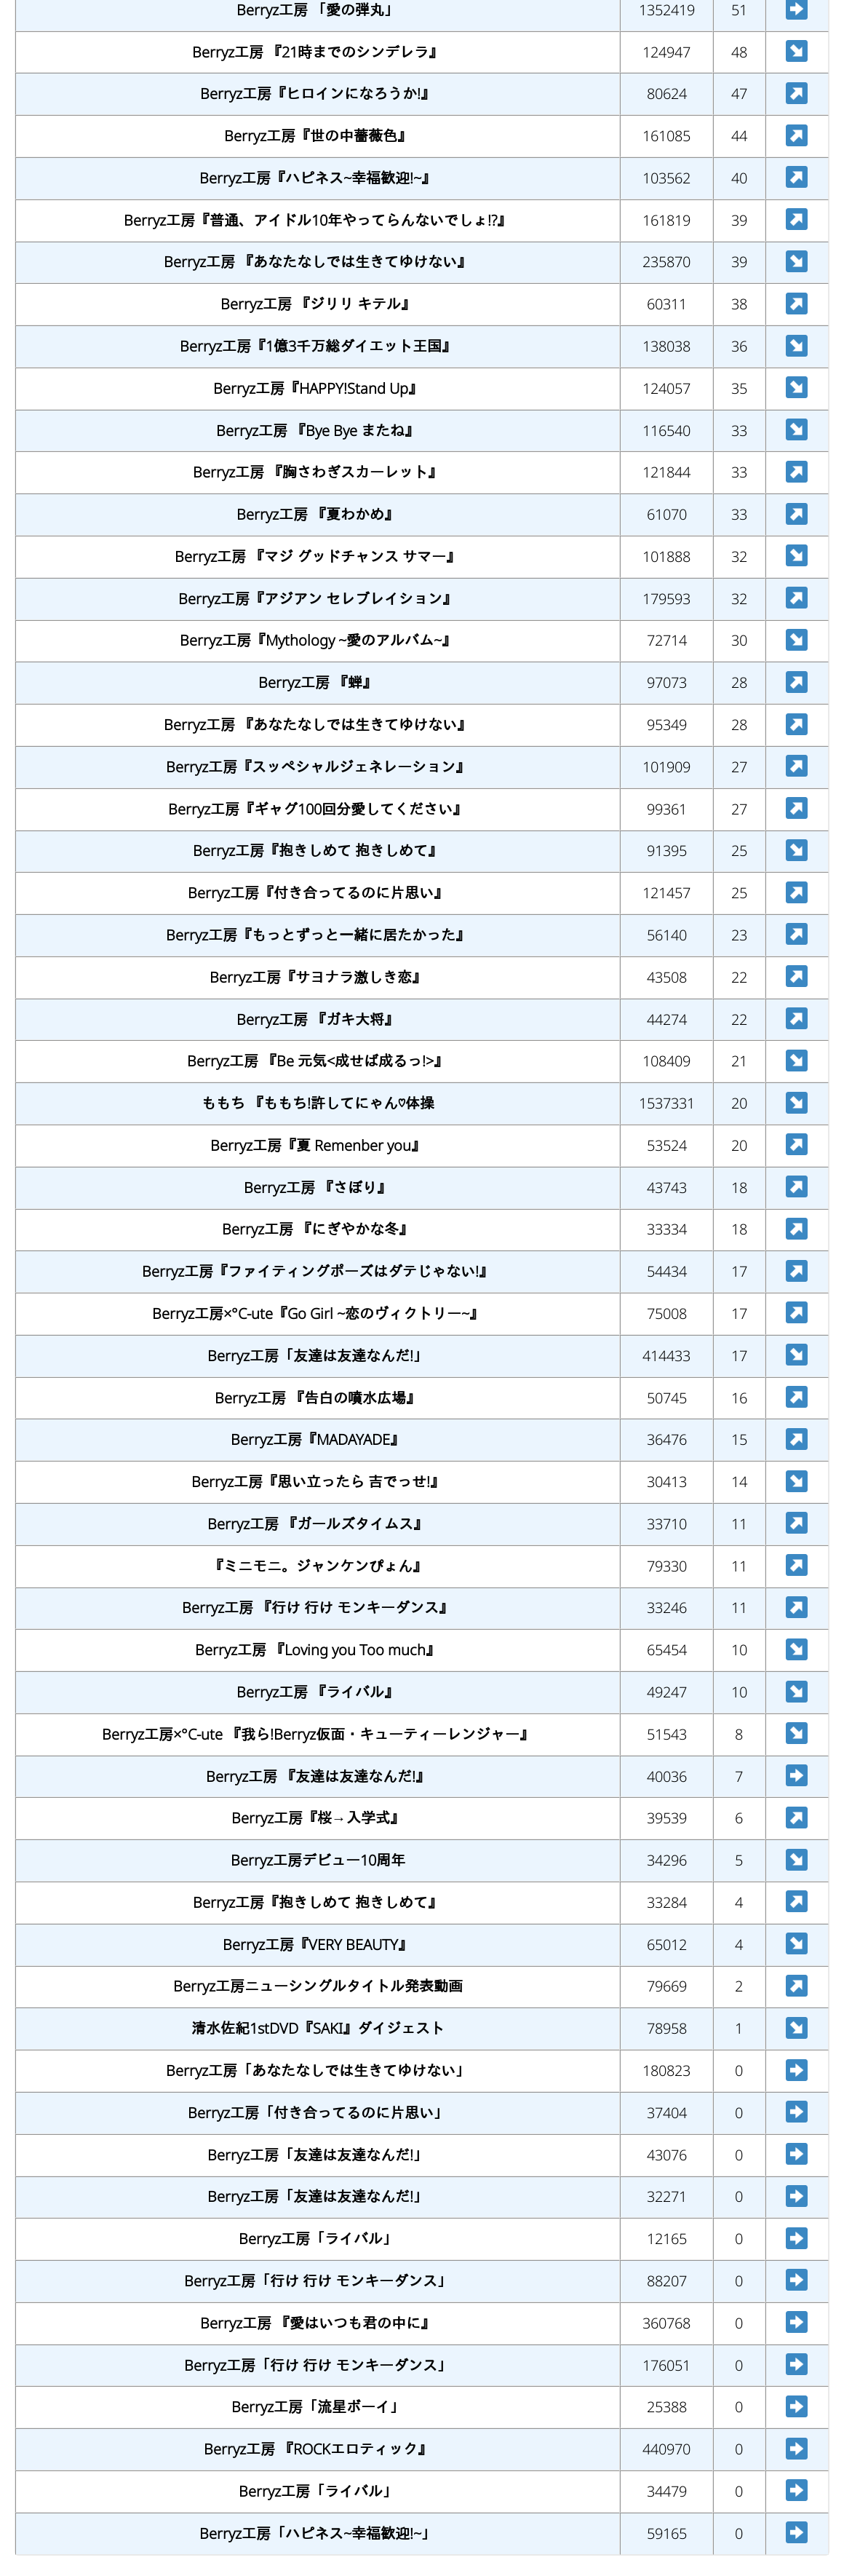 Berryz工房 「愛の弾丸」 1352419 51 ➡
Berryz工房 『21時までのシンデレラ』 124947 48 ↘
Berryz工房『ヒロインになろうか!』 80624 47 ↗
Berryz工房『世の中薔薇色』 161085 44 ↗
Berryz工房『ハピネス~幸福歓迎!~』 103562 40 ↗
Berryz工房『普通、アイドル10年やってらんないでしょ!?』 161819 39 ↗
Berryz工房 『あなたなしでは生きてゆけない』 235870 39 ↘
Berryz工房 『ジリリ キテル』 60311 38 ↗
Berryz工房『1億3千万総ダイエット王国』 138038 36 ↘
Berryz工房『HAPPY!Stand Up』 124057 35 ↘
Berryz工房 『Bye Bye またね』 116540 33 ↘
Berryz工房 『胸さわぎスカーレット』 121844 33 ↗
Berryz工房 『夏わかめ』 61070 33 ↗
Berryz工房 『マジ グッドチャンス サマー』 101888 32 ↘
Berryz工房『アジアン セレブレイション』 179593 32 ↗
Berryz工房『Mythology ~愛のアルバム~』 72714 30 ↘
Berryz工房 『蝉』 97073 28 ↗
Berryz工房 『あなたなしでは生きてゆけない』 95349 28 ↗
Berryz工房『スッペシャルジェネレーション』 101909 27 ↗
Berryz工房『ギャグ100回分愛してください』 99361 27 ↗
Berryz工房『抱きしめて 抱きしめて』 91395 25 ↘
Berryz工房『付き合ってるのに片思い』 121457 25 ↗
Berryz工房『もっとずっと一緒に居たかった』 56140 23 ↗
Berryz工房『サヨナラ激しき恋』 43508 22 ↗
Berryz工房 『ガキ大将』 44274 22 ↗
Berryz工房 『Be 元気<成せば成るっ!>』 108409 21 ↘
ももち 『ももち!許してにゃん♡体操 1537331 20 ↘
Berryz工房『夏 Remenber you』 53524 20 ↗
Berryz工房 『さぼり』 43743 18 ↗
Berryz工房 『にぎやかな冬』 33334 18 ↗
Berryz工房『ファイティングポーズはダテじゃない!』 54434 17 ↗
Berryz工房×°C-ute『Go Girl ~恋のヴィクトリー~』 75008 17 ↗
Berryz工房「友達は友達なんだ!」 414433 17 ↘
Berryz工房 『告白の噴水広場』 50745 16 ↗
Berryz工房『MADAYADE』 36476 15 ↗
Berryz工房『思い立ったら 吉でっせ!』 30413 14 ↘
Berryz工房 『ガールズタイムス』 33710 11 ↗
『ミニモニ。ジャンケンぴょん』 79330 11 ↗
Berryz工房 『行け 行け モンキーダンス』 33246 11 ↗
Berryz工房 『Loving you Too much』 65454 10 ↘
Berryz工房 『ライバル』 49247 10 ↘
Berryz工房×°C-ute 『我ら!Berryz仮面・キューティーレンジャー』 51543 8 ↘
Berryz工房 『友達は友達なんだ!』 40036 7 ➡
Berryz工房『桜→入学式』 39539 6 ↗
Berryz工房デビュー10周年 34296 5 ↘
Berryz工房『抱きしめて 抱きしめて』 33284 4 ↗
Berryz工房『VERY BEAUTY』 65012 4 ↘
Berryz工房ニューシングルタイトル発表動画 79669 2 ↗
清水佐紀1stDVD『SAKI』ダイジェスト 78958 1 ↘
Berryz工房「あなたなしでは生きてゆけない」 180823 0 ➡
Berryz工房「付き合ってるのに片思い」 37404 0 ➡
Berryz工房「友達は友達なんだ!」 43076 0 ➡
Berryz工房「友達は友達なんだ!」 32271 0 ➡
Berryz工房「ライバル」 12165 0 ➡
Berryz工房「行け 行け モンキーダンス」 88207 0 ➡
Berryz工房 『愛はいつも君の中に』 360768 0 ➡
Berryz工房「行け 行け モンキーダンス」 176051 0 ➡
Berryz工房「流星ボーイ」 25388 0 ➡
Berryz工房 『ROCKエロティック』 440970 0 ➡
Berryz工房「ライバル」 34479 0 ➡
Berryz工房「ハピネス~幸福歓迎!~」 59165 0 ➡